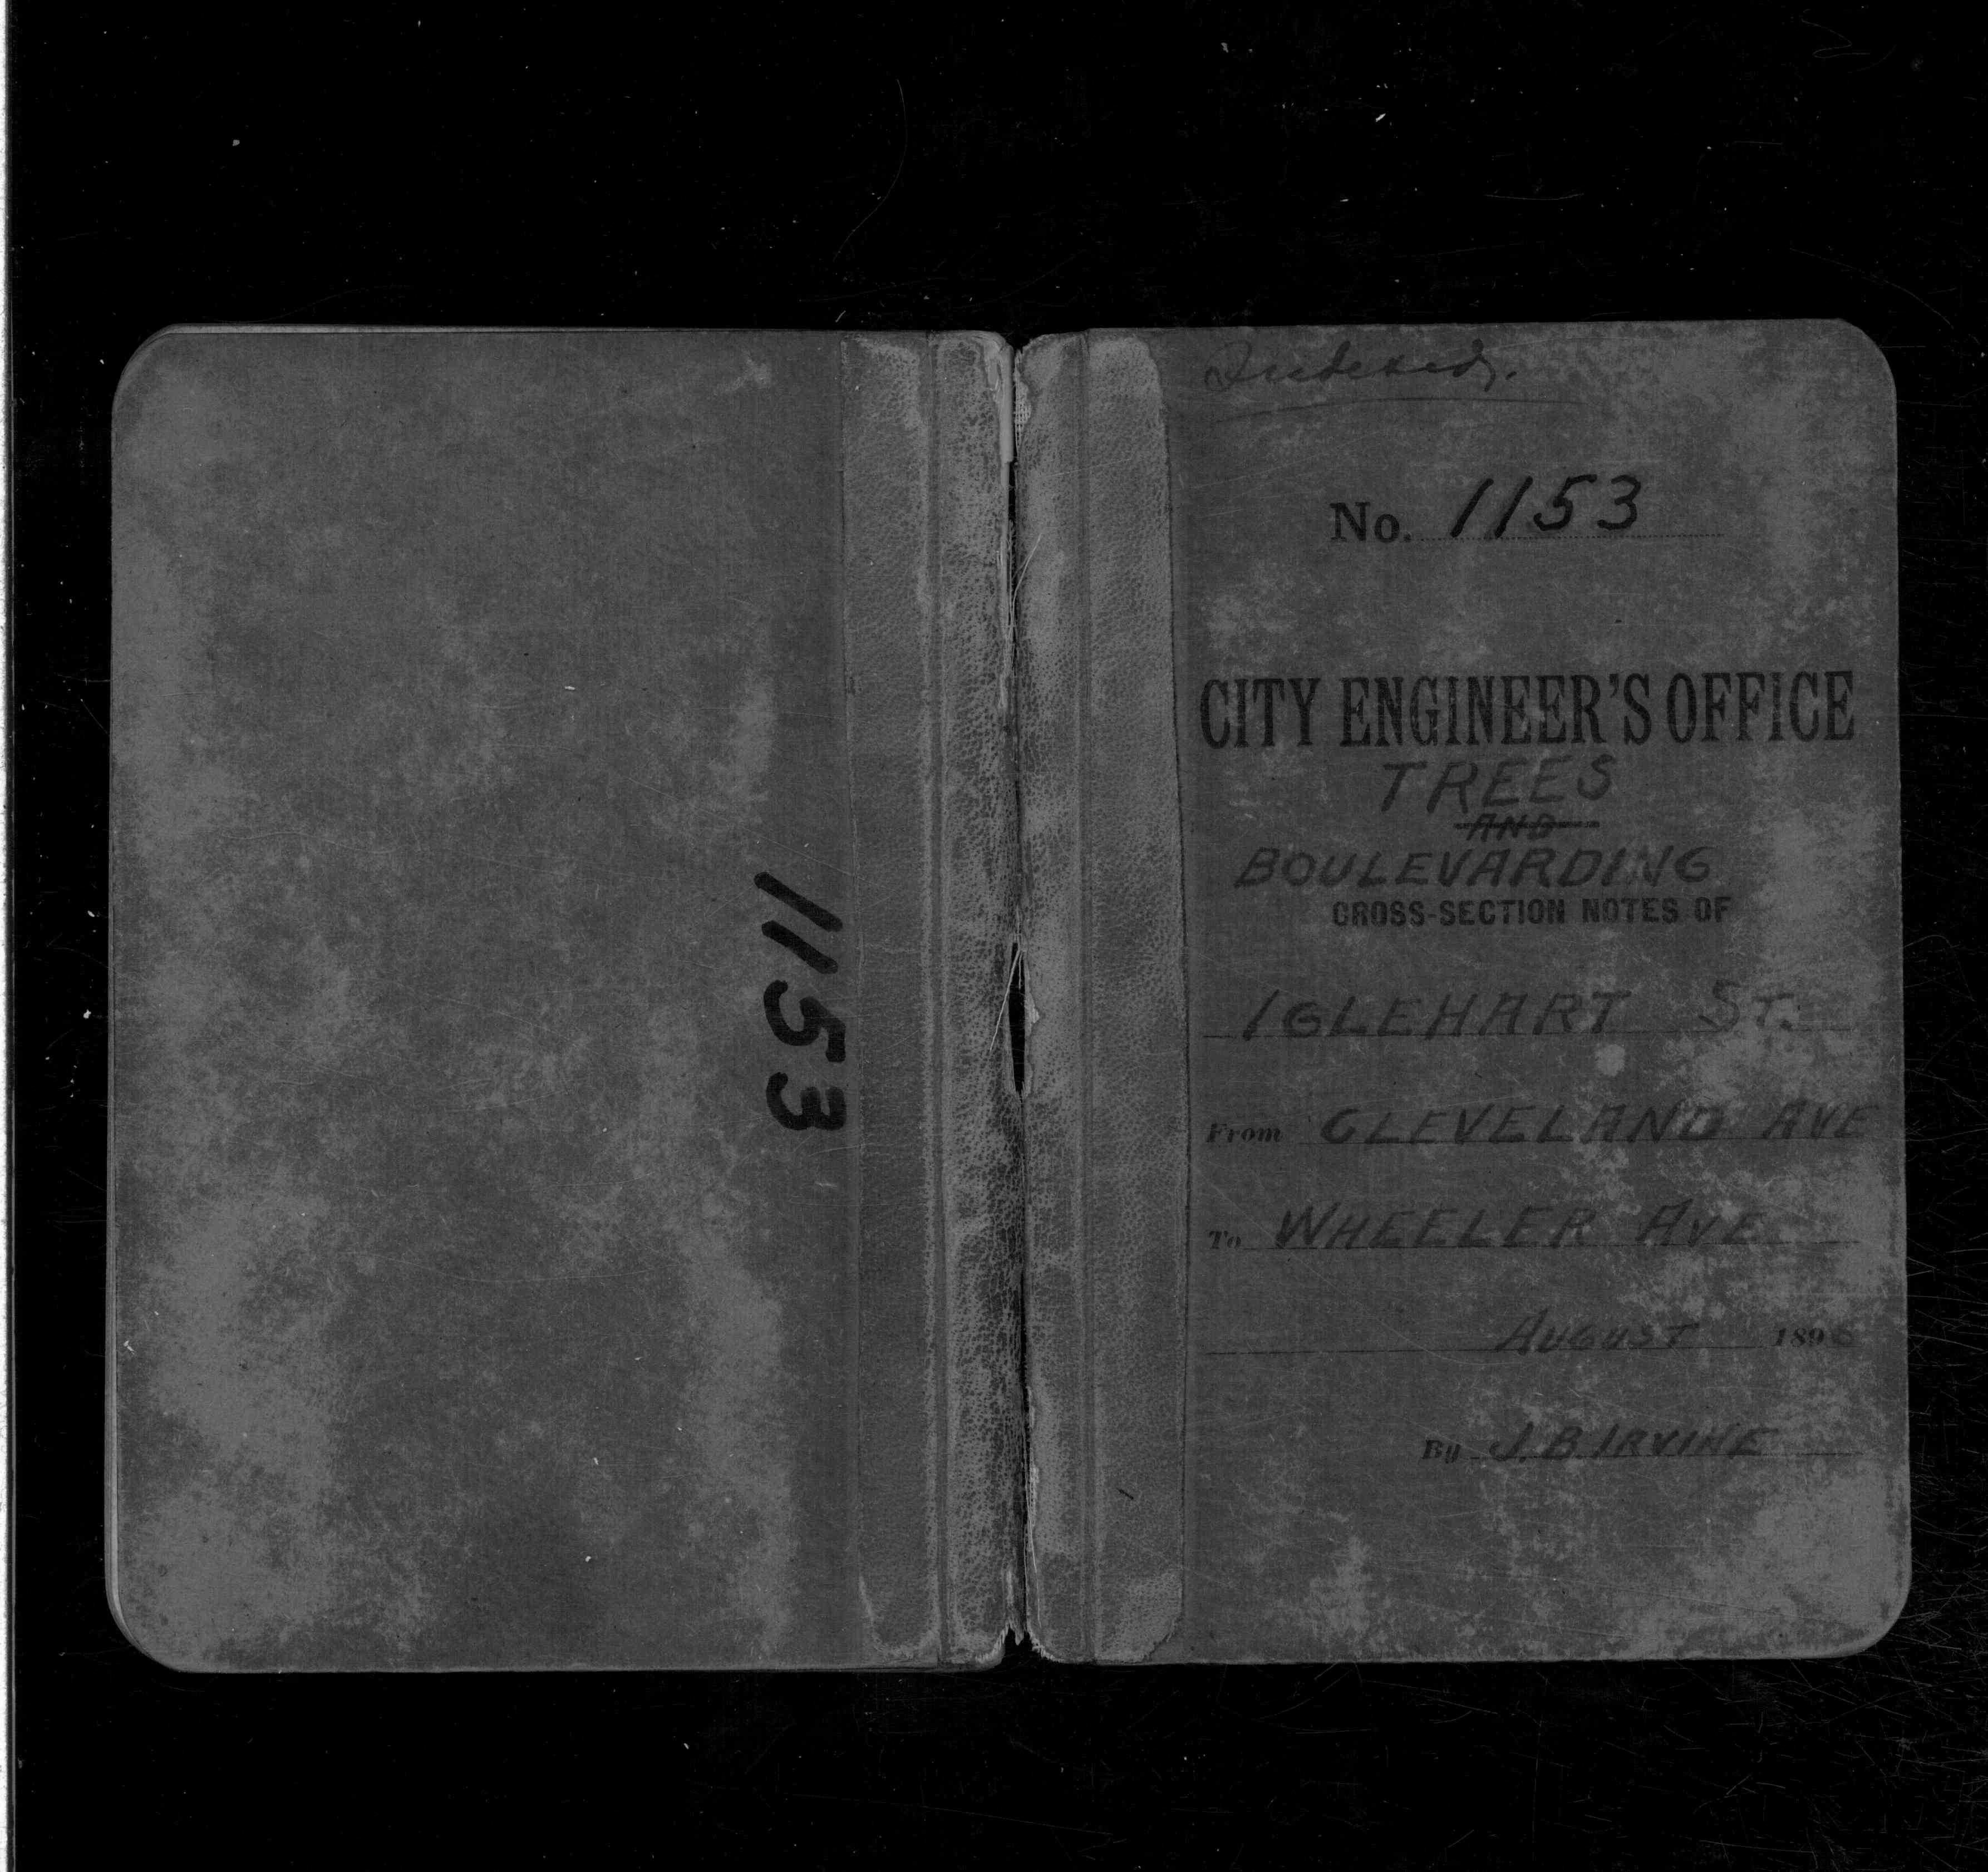 1153
Indexed.
No. 1153
CITY ENGINEER'S OFFICE
TREES
AND
BOULEVARDING
CROSS-SECTION NOTES OF
IGLEHART ST.
From CLEVELAND AVE
To WHEELER AVE
AUGUST 1896
By J.B. IRVINE